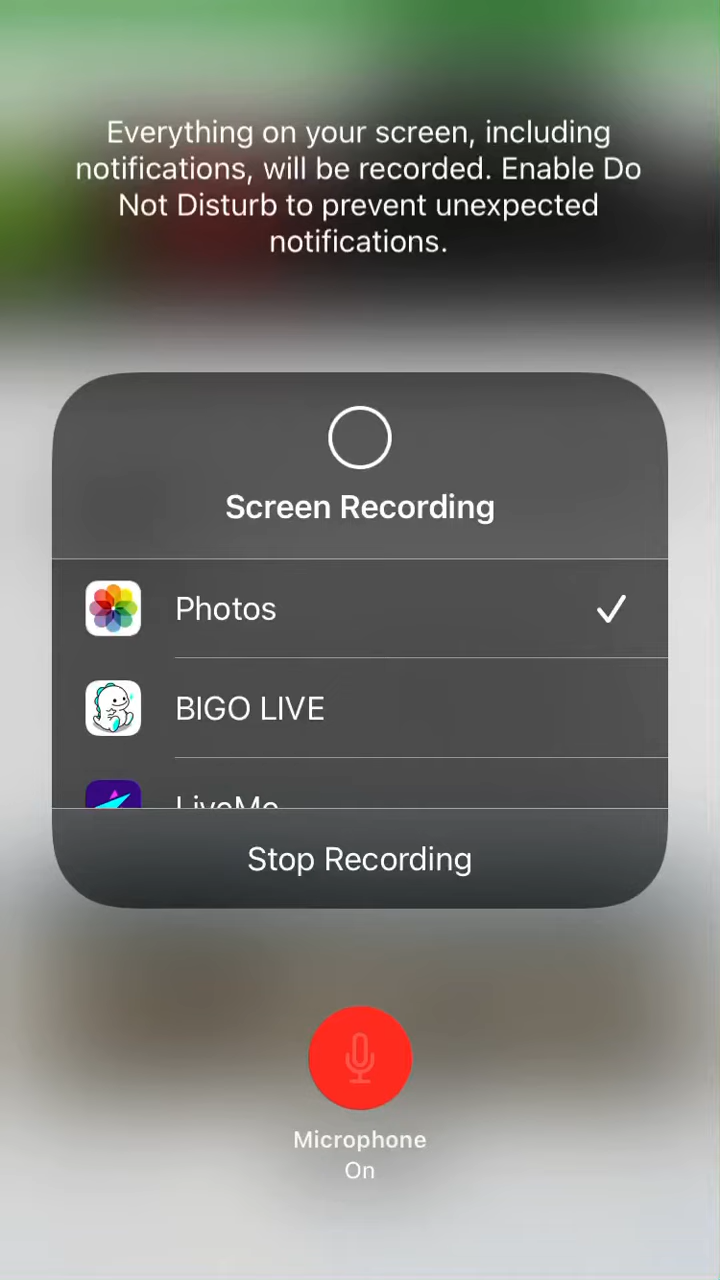 Everything on your screen, including
notifications, will be recorded. Enable Do
Not Disturb to prevent unexpected
notifications.
Screen Recording
Photos
BIGO LIVE
LiveMe
Stop Recording
Microphone
On